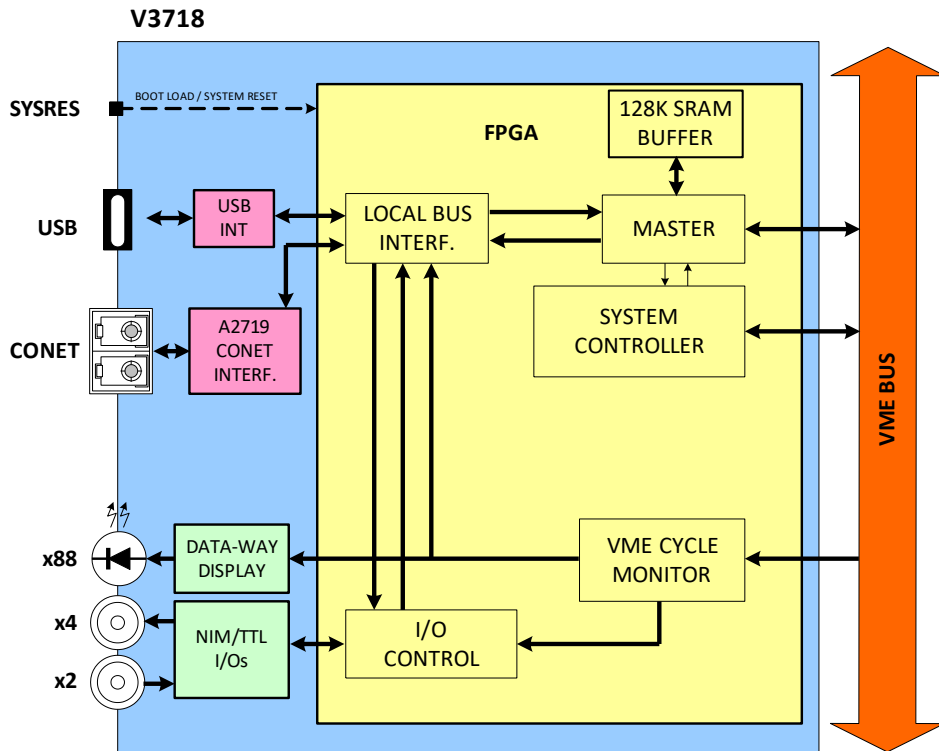 V3718
SYSRES
BOOT LOAD / SYSTEM RESET
FPGA
128K SRAM
BUFFER
USB
USB
INT
LOCAL BUS
INTERF.
MASTER
CONET
A2719
CONET
INTERF.
SYSTEM
CONTROLLER
VME BUS
x88
DATA-WAY
DISPLAY
VME CYCLE
MONITOR
x4
NIM/TTL
I/Os
I/O
CONTROL
x2